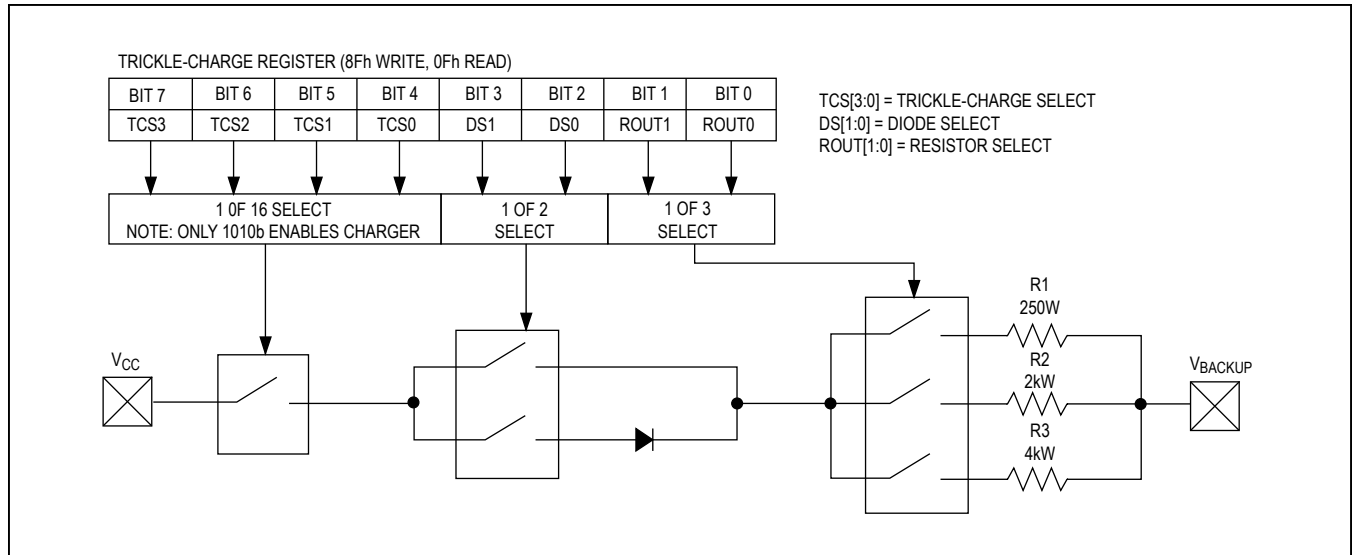 TRICKLE-CHARGE REGISTER (8Fh WRITE, 0Fh READ)
BIT 7 BIT 6 BIT 5 BIT 4 BIT 3 BIT 2 BIT 1 BIT 0
TCS3 TCS2 TCS1 TCS0 DS1 DS0 ROUT1 ROUT0
TCS[3:0] = TRICKLE-CHARGE SELECT
DS[1:0] = DIODE SELECT
ROUT[1:0] = RESISTOR SELECT
1 0F 16 SELECT
NOTE: ONLY 1010b ENABLES CHARGER
1 OF 2
SELECT
1 OF 3
SELECT
VCC
R1
250W
R2
2kW
R3
4kW
VBACKUP